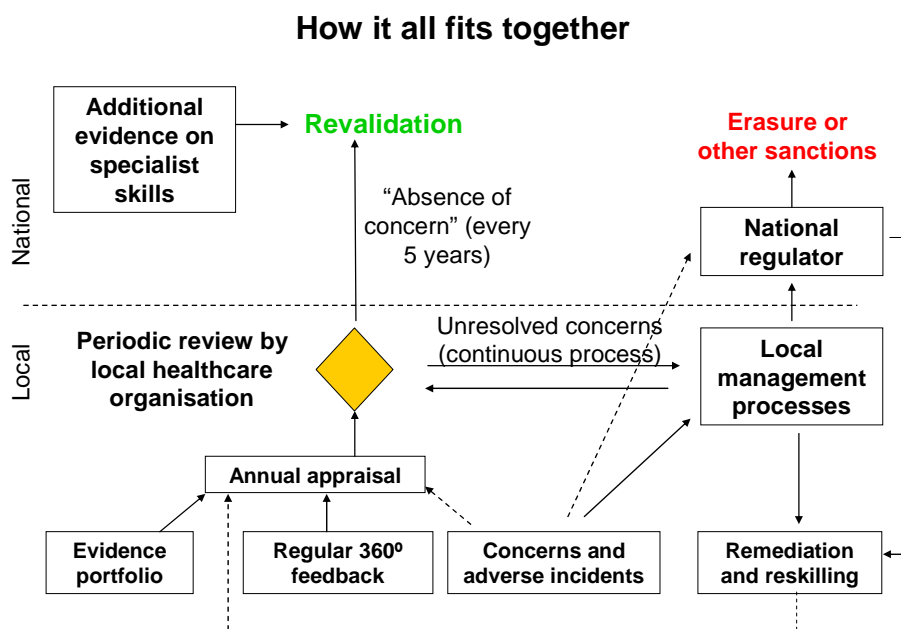 How it all fits together
Additional
evidence on
specialist
skills
Revalidation
Erasure or
other sanctions
“Absence of
concern” (every
5 years)
National
regulator
National
Local
Periodic review by
local healthcare
organisation
Unresolved concerns
(continuous process)
Local
management
processes
Annual appraisal
Evidence
portfolio
Regular 360º
feedback
Concerns and
adverse incidents
Remediation
and reskilling